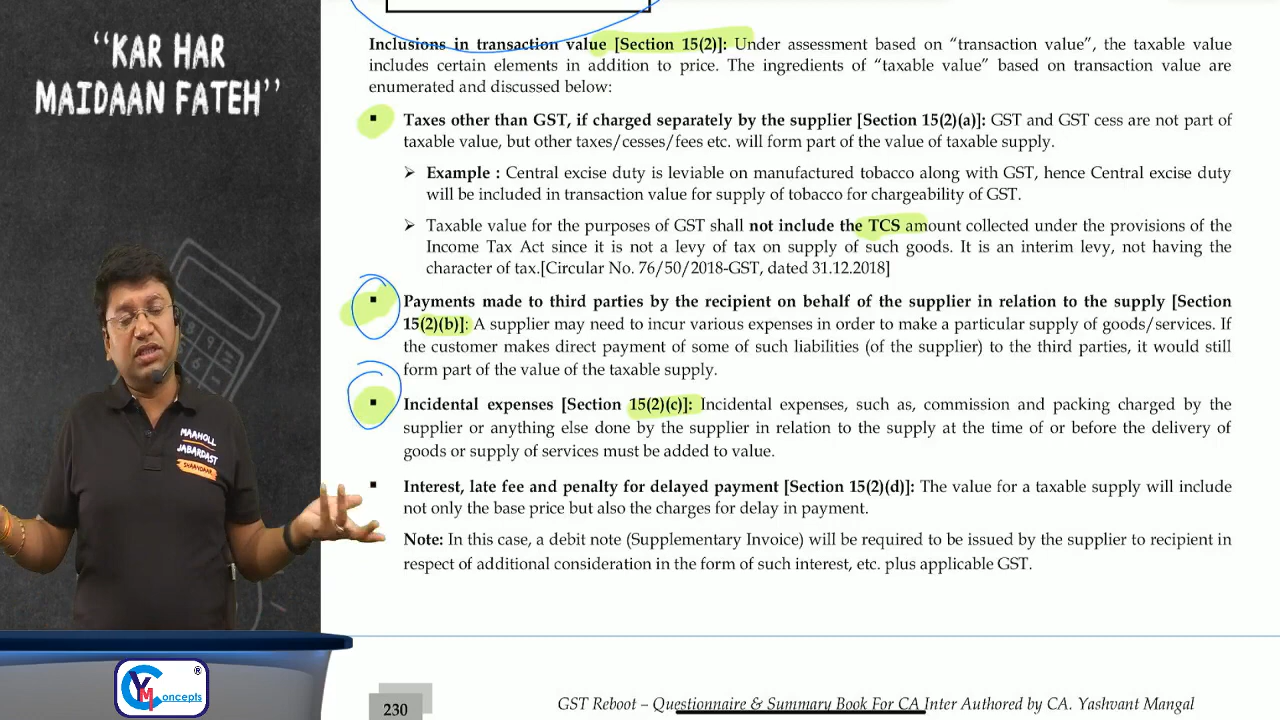 “KAR HAR
MAIDAAN FATEH”
Inclusions in transaction value [Section 15(2)]: Under assessment based on “transaction value”, the taxable value
includes certain elements in addition to price. The ingredients of “taxable value” based on transaction value are
enumerated and discussed below:
▪ Taxes other than GST, if charged separately by the supplier [Section 15(2)(a)]: GST and GST cess are not part of
taxable value, but other taxes/cesses/fees etc. will form part of the value of taxable supply.
➢ Example : Central excise duty is leviable on manufactured tobacco along with GST, hence Central excise duty
will be included in transaction value for supply of tobacco for chargeability of GST.
➢ Taxable value for the purposes of GST shall not include the TCS amount collected under the provisions of the
Income Tax Act since it is not a levy of tax on supply of such goods. It is an interim levy, not having the
character of tax.[Circular No. 76/50/2018-GST, dated 31.12.2018]
▪ Payments made to third parties by the recipient on behalf of the supplier in relation to the supply [Section
15(2)(b)]: A supplier may need to incur various expenses in order to make a particular supply of goods/services. If
the customer makes direct payment of some of such liabilities (of the supplier) to the third parties, it would still
form part of the value of the taxable supply.
▪ Incidental expenses [Section 15(2)(c)]: Incidental expenses, such as, commission and packing charged by the
supplier or anything else done by the supplier in relation to the supply at the time of or before the delivery of
goods or supply of services must be added to value.
▪ Interest, late fee and penalty for delayed payment [Section 15(2)(d)]: The value for a taxable supply will include
not only the base price but also the charges for delay in payment.
Note: In this case, a debit note (Supplementary Invoice) will be required to be issued by the supplier to recipient in
respect of additional consideration in the form of such interest, etc. plus applicable GST.
230
GST Reboot – Questionnaire & Summary Book For CA Inter Authored by CA. Yashvant Mangal
MAAHOLL
JABARDAST
SHAANDAAR
YM Concepts ®